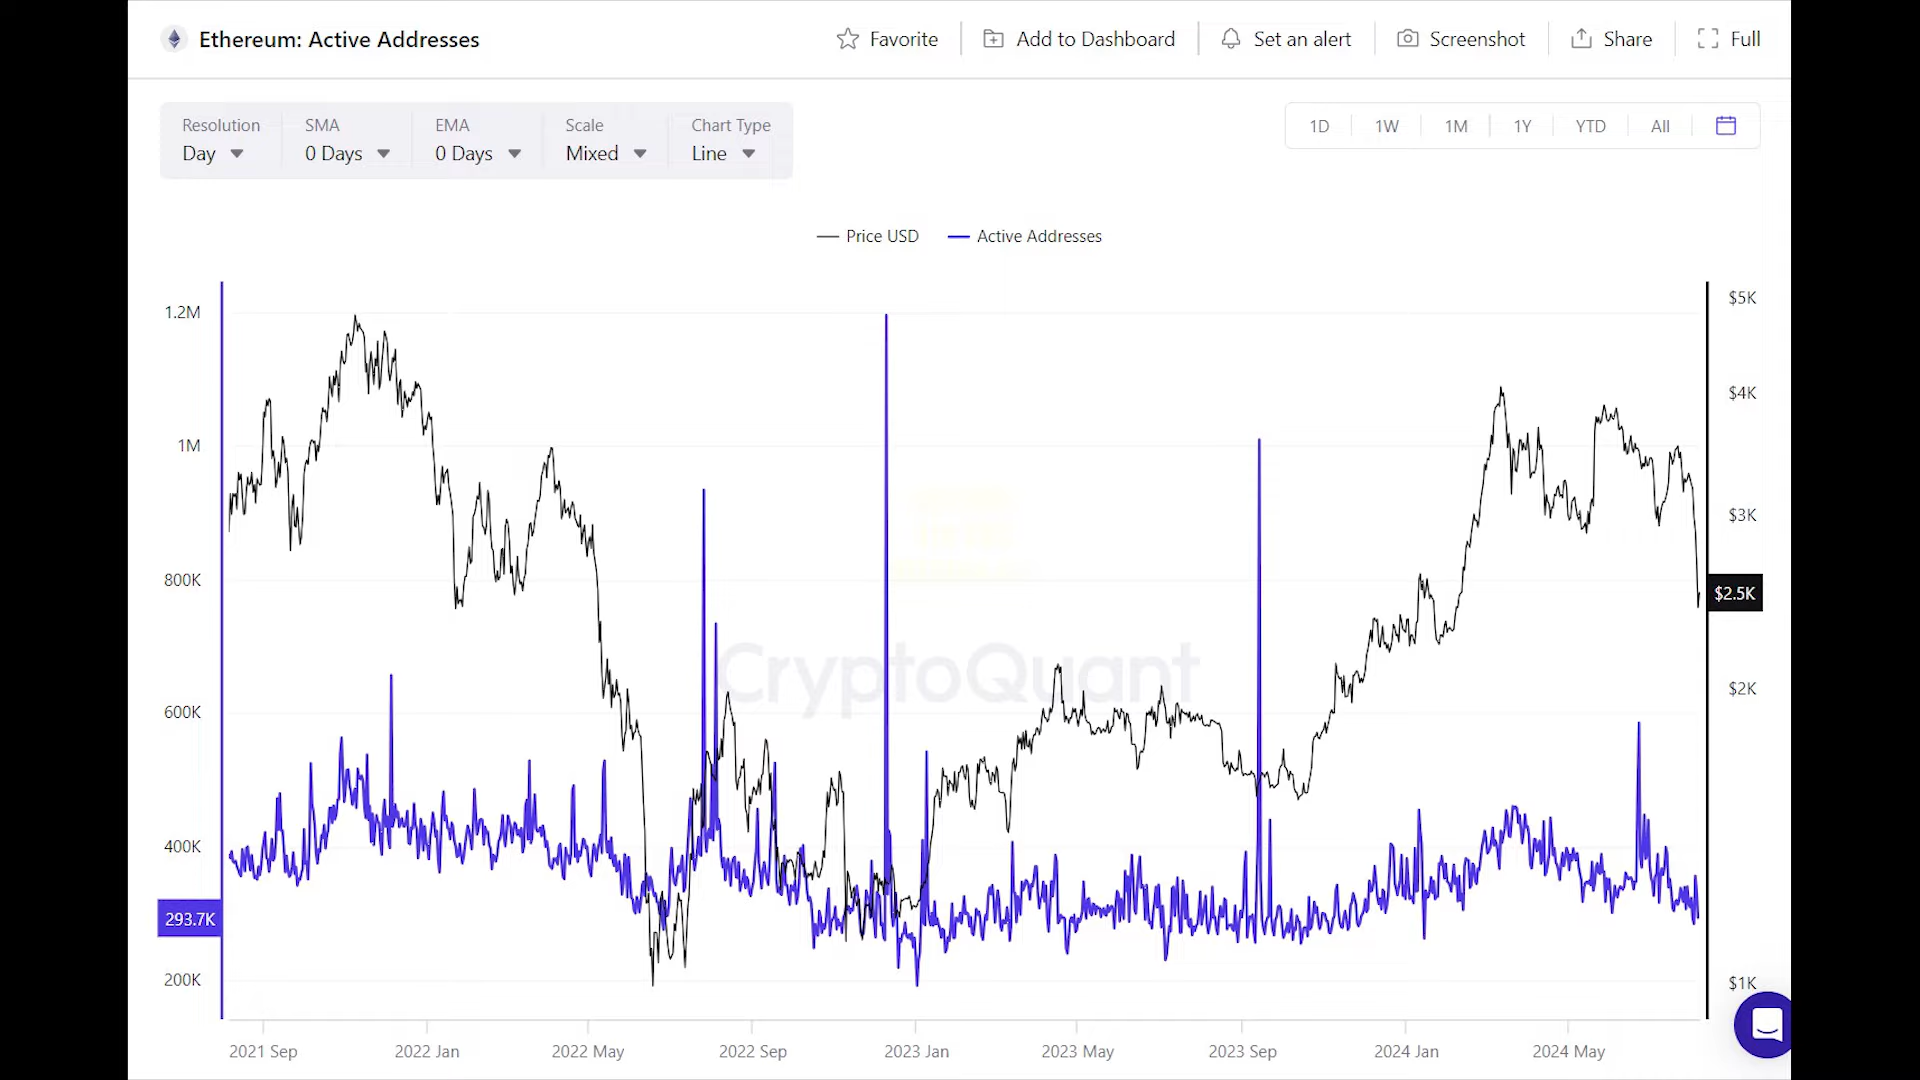 Ethereum: Active Addresses
Favorite
Add to Dashboard
Set an alert
Screenshot
Share
Full
Resolution SMA EMA Scale Chart Type
Day 0 Days 0 Days Mixed Line
1D 1W 1M 1Y YTD All
Price USD Active Addresses
1.2M
1M
800K
600K
400K
293.7K
200K
$5K
$4K
$3K
$2.5K
$2K
$1K
CryptoQuant
2021 Sep 2022 Jan 2022 May 2022 Sep 2023 Jan 2023 May 2023 Sep 2024 Jan 2024 May